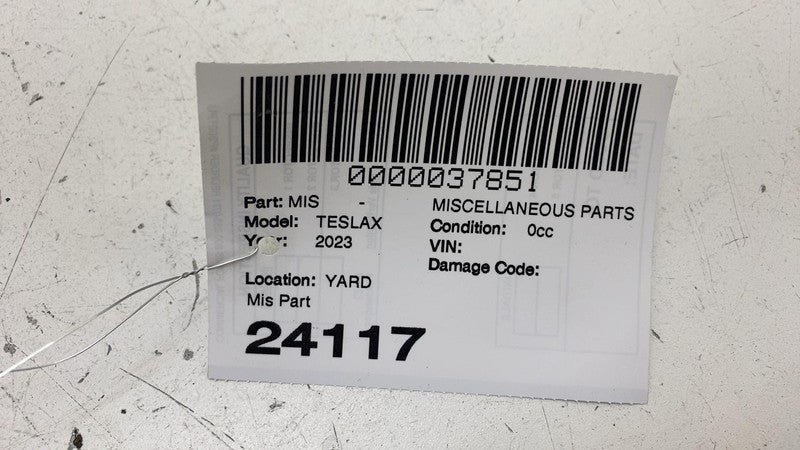 0000037851
Part: MIS - MISCELLANEOUS PARTS
Model: TESLAX Condition: 0cc
Year: 2023 VIN:
Damage Code:
Location: YARD
Mis Part
24117